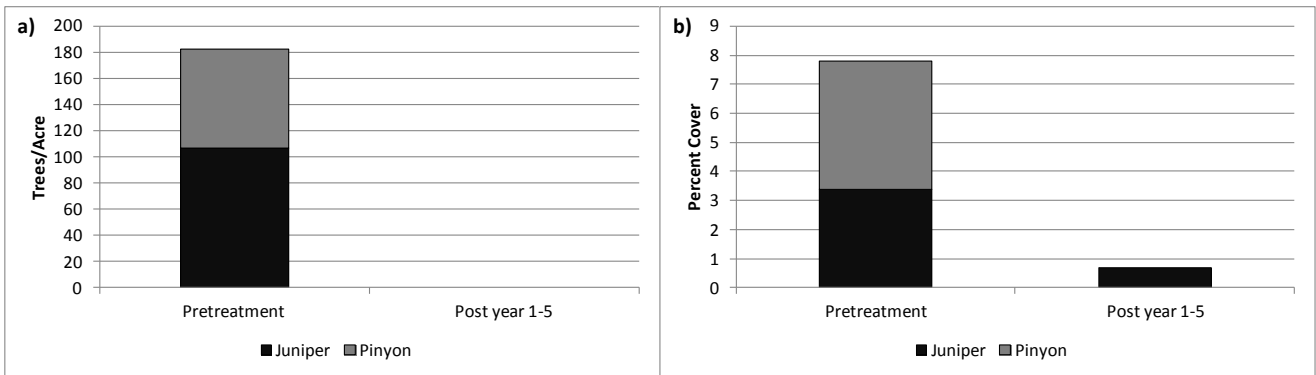 a)
Trees/Acre
200
180
160
140
120
100
80
60
40
20
0
Pretreatment Post year 1-5
Juniper Pinyon
b)
Percent Cover
9
8
7
6
5
4
3
2
1
0
Pretreatment Post year 1-5
Juniper Pinyon